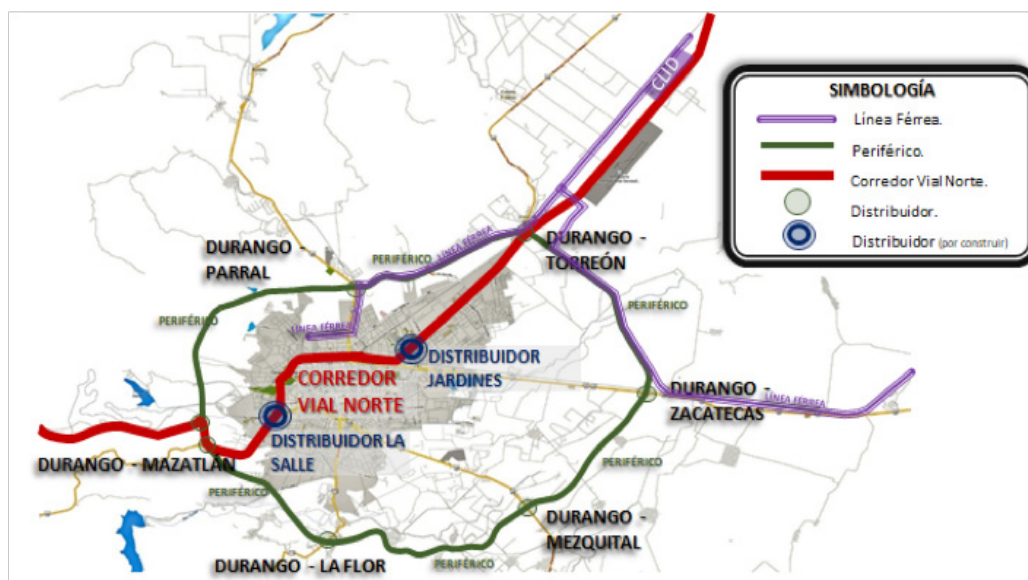 CLID
SIMBOLOGÍA
Línea Férrea.
Periférico.
Corredor Vial Norte.
Distribuidor.
Distribuidor (por construir)
DURANGO -
PARRAL
PERIFÉRICO
LÍNEA FÉRREA
DURANGO -
TORREÓN
PERIFÉRICO
PERIFÉRICO
LÍNEA FÉRREA
DISTRIBUIDOR
JARDINES
CORREDOR
VIAL NORTE
DURANGO -
ZACATECAS
LÍNEA FÉRREA
DISTRIBUIDOR LA
SALLE
DURANGO - MAZATLÁN
PERIFÉRICO
PERIFÉRICO
DURANGO -
MEZQUITAL
DURANGO - LA FLOR
PERIFÉRICO